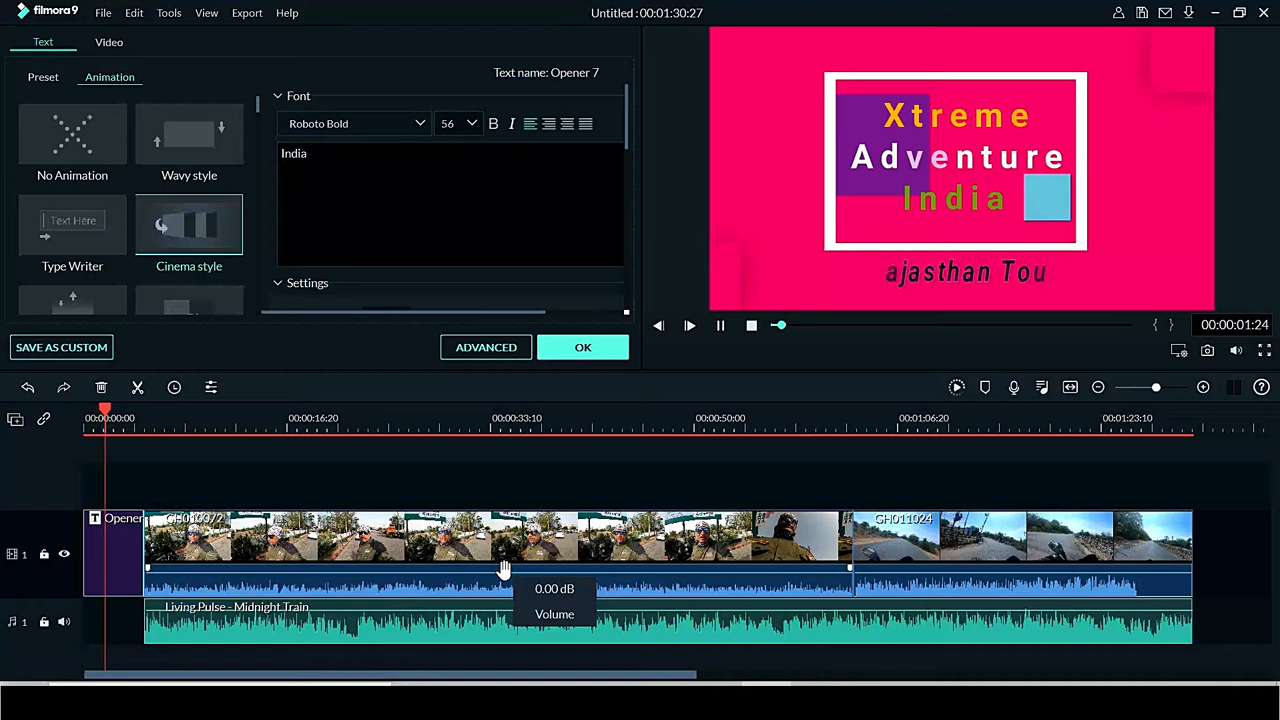 filmora 9 File Edit Tools View Export Help Untitled : 00:01:30:27
Text Video
Text name: Opener 7
Preset Animation
Font
Roboto Bold 56 B I
India
No Animation Wavy style
Text Here
Type Writer Cinema style
Settings
SAVE AS CUSTOM ADVANCED OK
Xtreme
Adventure
India
ajasthan Tou
00:00:01:24
00:00:00:00 00:00:16:20 00:00:33:10 00:00:50:00 00:01:06:20 00:01:23:10
T Opener GH011024
1
0.00 dB
Volume
Living Pulse - Midnight Train
1